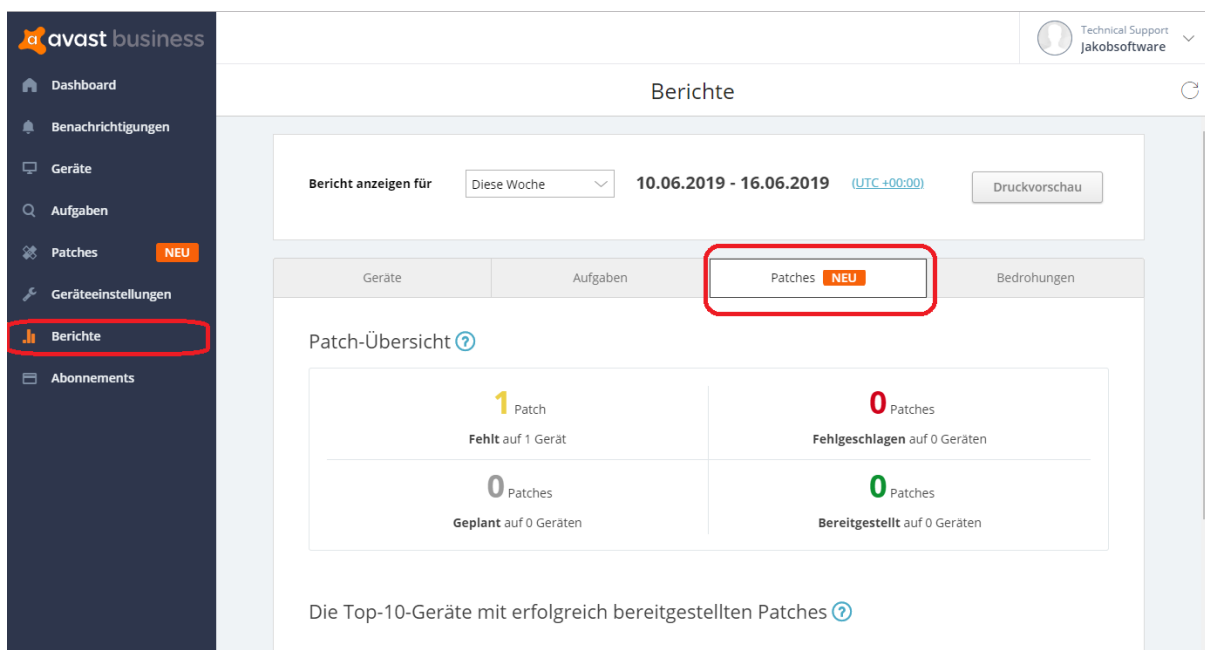 avast business
Technical Support
Jakobsoftware
Dashboard
Benachrichtigungen
Geräte
Aufgaben
Patches NEU
Geräteeinstellungen
Berichte
Abonnements
Berichte
Bericht anzeigen für Diese Woche 10.06.2019 - 16.06.2019 (UTC +00:00) Druckvorschau
Geräte Aufgaben Patches NEU Bedrohungen
Patch-Übersicht ?
1 Patch
Fehlt auf 1 Gerät
0 Patches
Fehlgeschlagen auf 0 Geräten
0 Patches
Geplant auf 0 Geräten
0 Patches
Bereitgestellt auf 0 Geräten
Die Top-10-Geräte mit erfolgreich bereitgestellten Patches ?